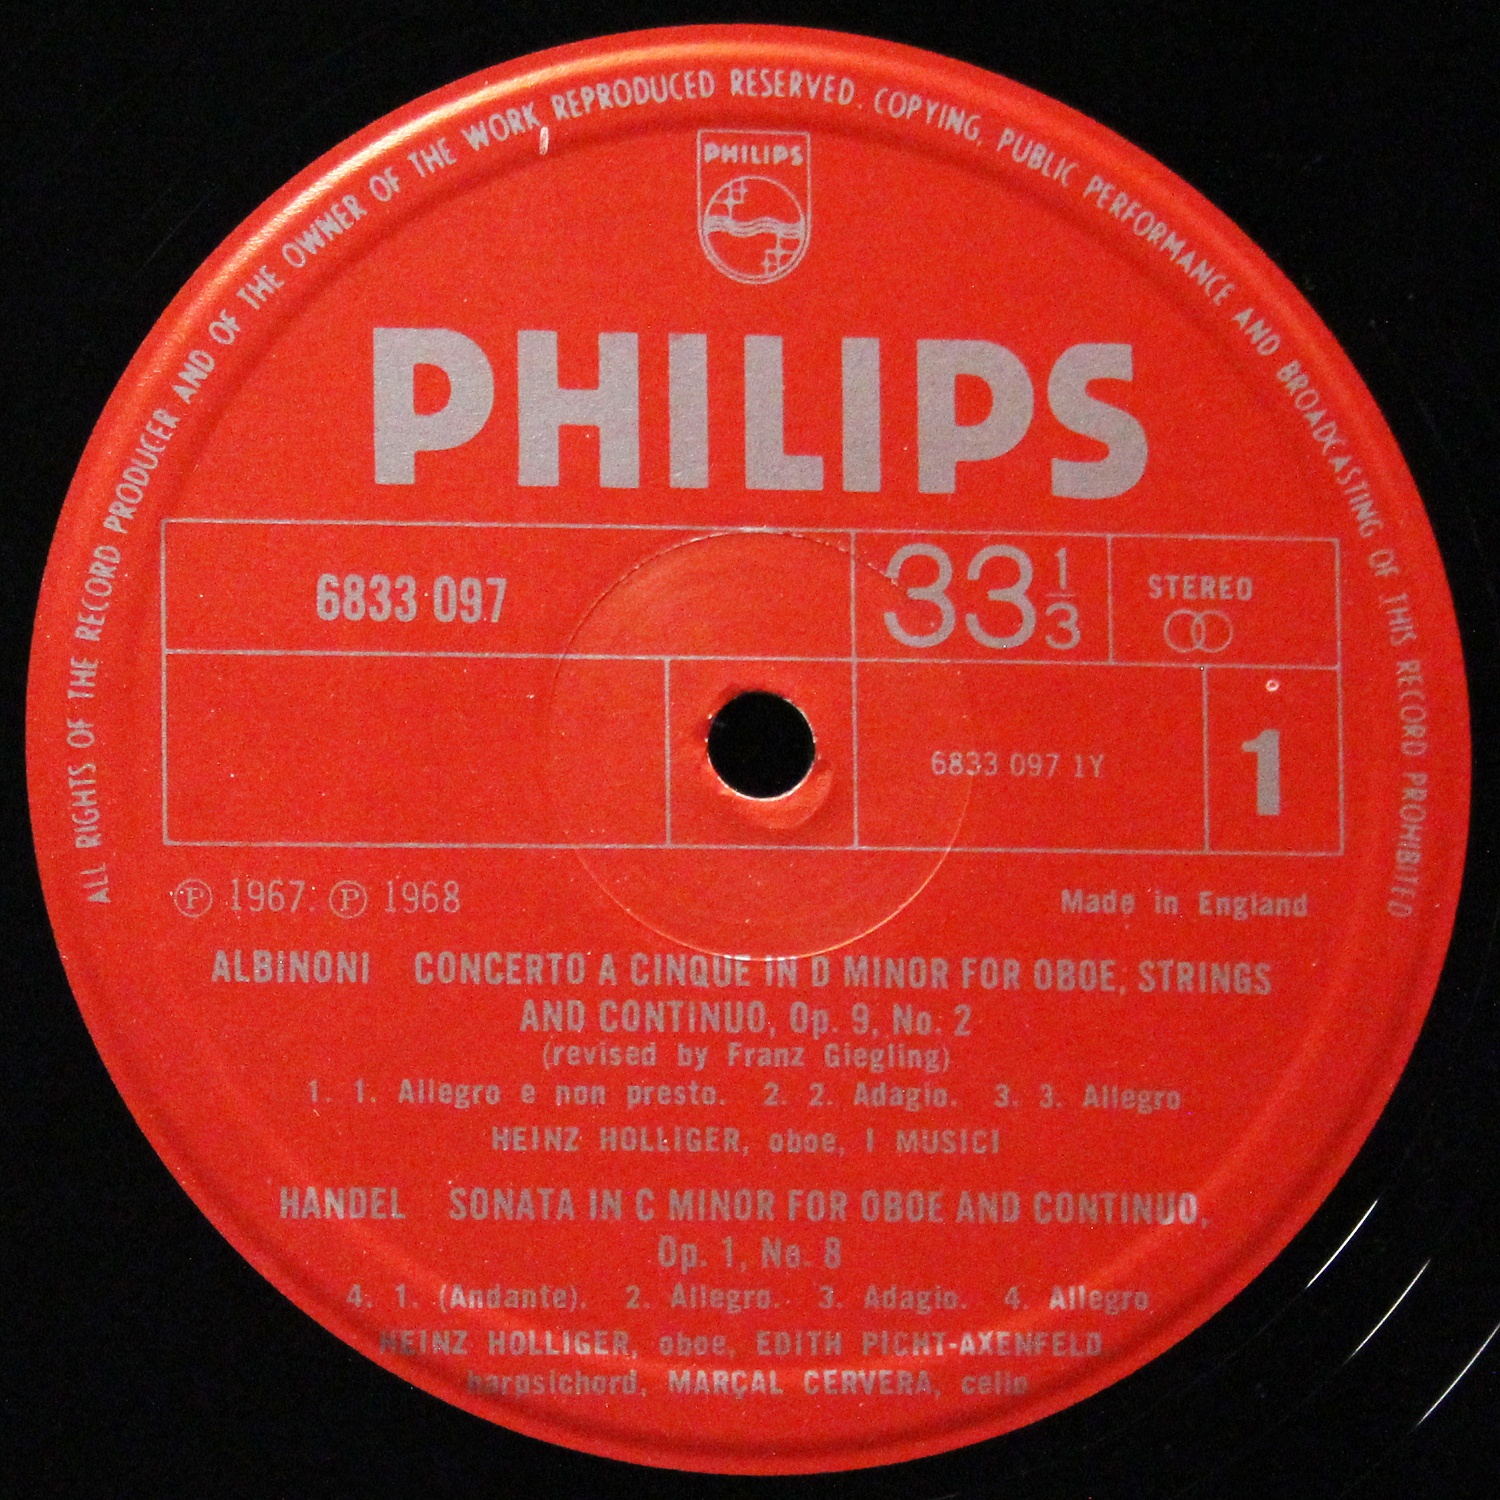 ALL RIGHTS OF THE RECORD PRODUCER AND OF THE OWNER OF THE WORK REPRODUCED RESERVED. COPYING, PUBLIC PERFORMANCE AND BROADCASTING OF THIS RECORD PROHIBITED
PHILIPS
PHILIPS
6833 097
33 1/3
STEREO
6833 097 1Y
1
℗ 1967. ℗ 1968
Made in England
ALBINONI CONCERTO A CINQUE IN D MINOR FOR OBOE, STRINGS
AND CONTINUO, Op. 9, No. 2
(revised by Franz Giegling)
1. 1. Allegro e non presto. 2. 2. Adagio. 3. 3. Allegro
HEINZ HOLLIGER, oboe, I MUSICI
HANDEL SONATA IN C MINOR FOR OBOE AND CONTINUO,
Op. 1, No. 8
4. 1. (Andante). 2. Allegro. 3. Adagio. 4. Allegro
HEINZ HOLLIGER, oboe, EDITH PICHT-AXENFELD,
harpsichord, MARÇAL CERVERA, cello